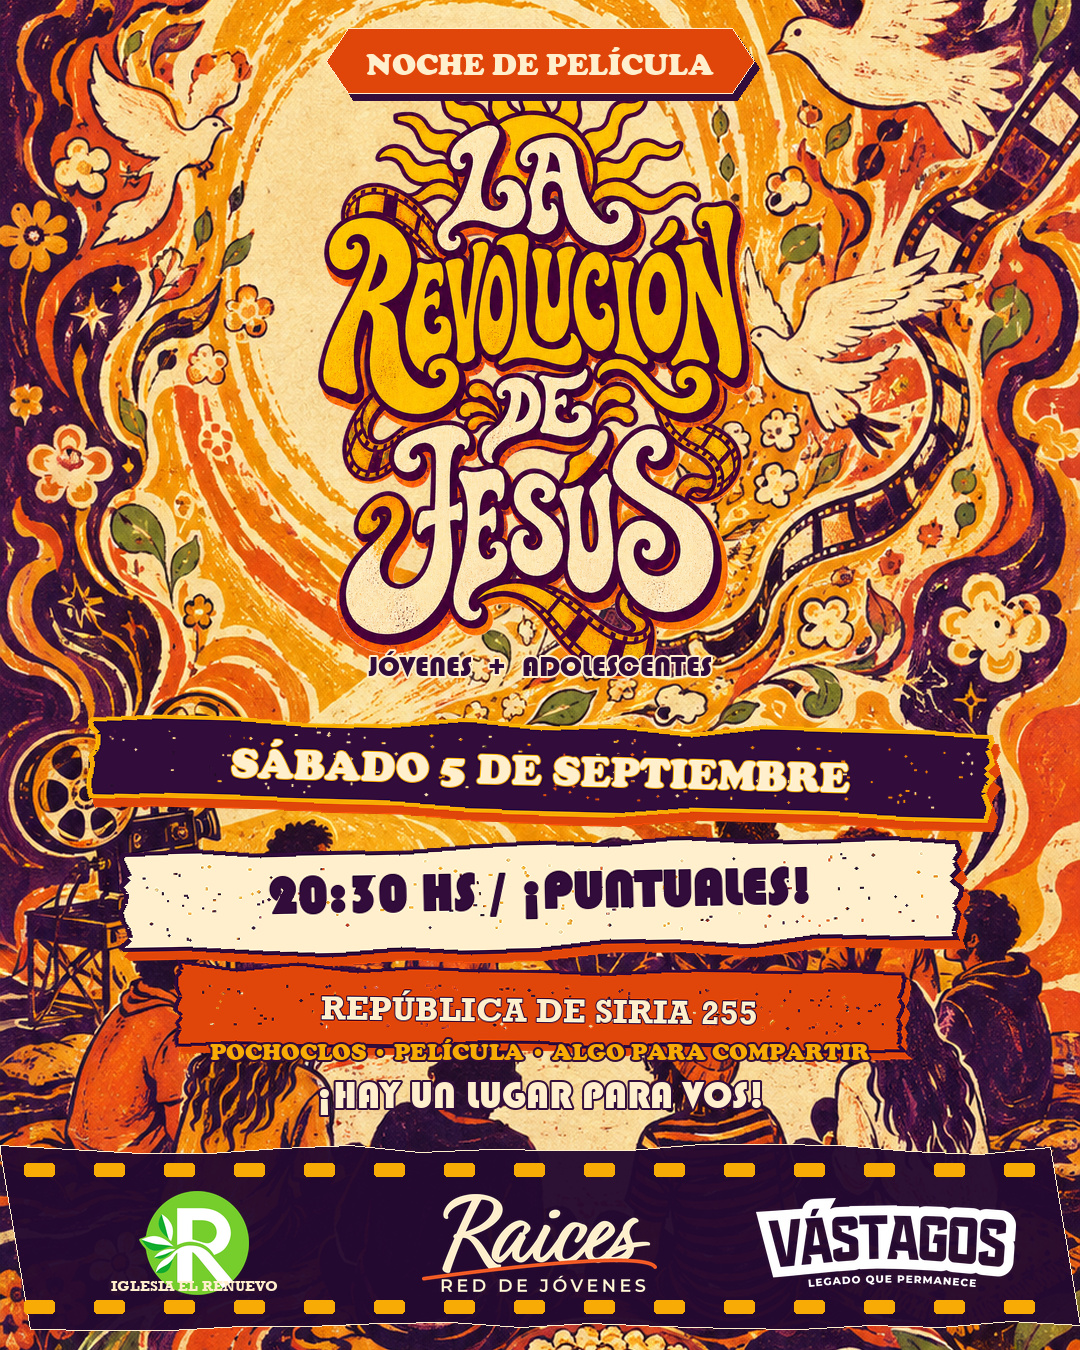 NOCHE DE PELÍCULA
LA
REVOLUCIÓN
DE
JESÚS
JÓVENES + ADOLESCENTES
SÁBADO 5 DE SEPTIEMBRE
20:30 HS / ¡PUNTUALES!
REPÚBLICA DE SIRIA 255
POCHOCLOS • PELÍCULA • ALGO PARA COMPARTIR
¡HAY UN LUGAR PARA VOS!
R
IGLESIA EL RENUEVO
Raices
RED DE JÓVENES
VÁSTAGOS
LEGADO QUE PERMANECE